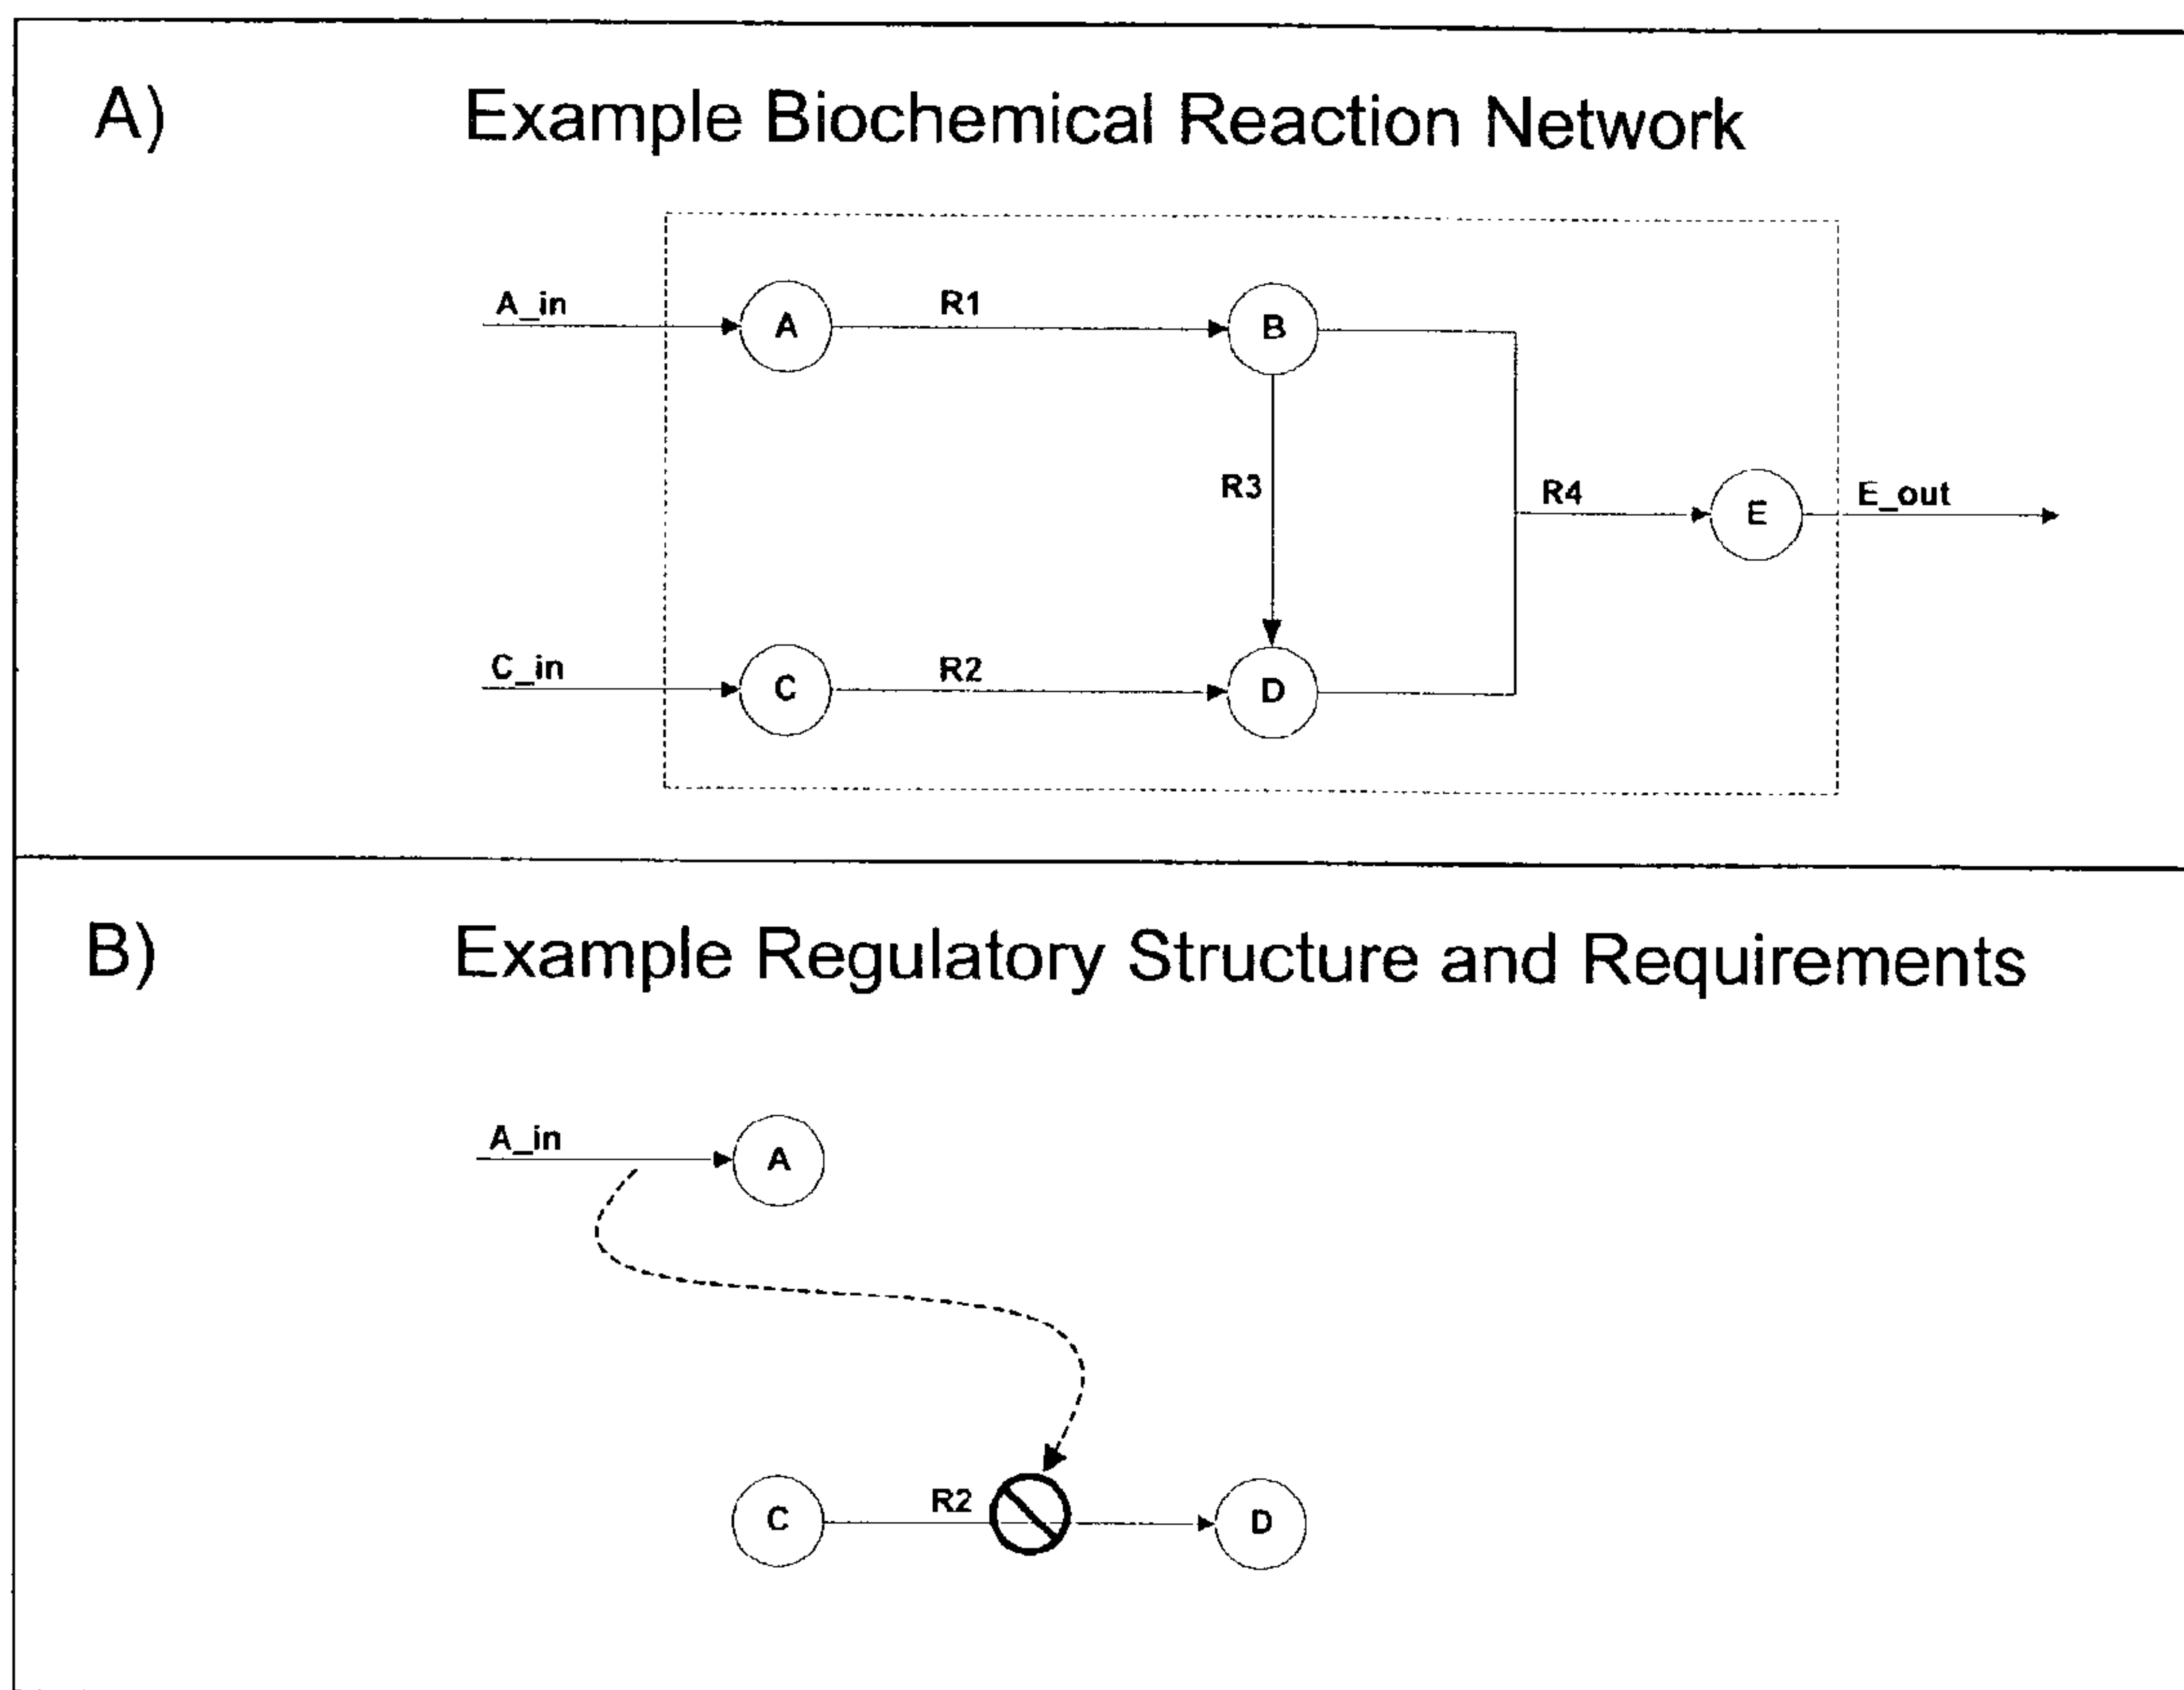 A) Example Biochemical Reaction Network
A_in
A
R1
B
R3
R4
E
E_out
C_in
C
R2
D
B) Example Regulatory Structure and Requirements
A_in
A
C
R2
D